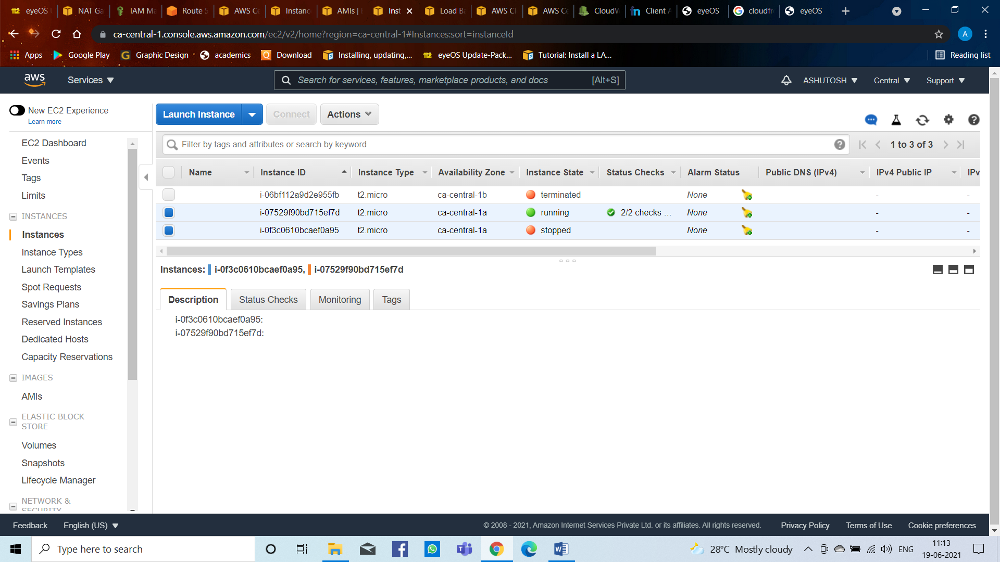 eyeOS
NAT Ga
IAM Ma
Route 5
AWS Ce
Instanc
AMIs |
Inst
Load B
AWS Cl
AWS Ce
CloudW
Client A
eyeOS
cloudfr
eyeOS
ca-central-1.console.aws.amazon.com/ec2/v2/home?region=ca-central-1#Instances:sort=instanceId
A
Apps
Google Play
Graphic Design
academics
Download
Installing, updating,...
eyeOS Update-Pack...
Tutorial: Install a LA...
Reading list
aws
Services
Search for services, features, marketplace products, and docs [Alt+S]
ASHUTOSH
Central
Support
New EC2 Experience
Learn more
EC2 Dashboard
Events
Tags
Limits
INSTANCES
Instances
Instance Types
Launch Templates
Spot Requests
Savings Plans
Reserved Instances
Dedicated Hosts
Capacity Reservations
IMAGES
AMIs
ELASTIC BLOCK
STORE
Volumes
Snapshots
Lifecycle Manager
NETWORK &
SECURITY
Launch Instance
Connect
Actions
Filter by tags and attributes or search by keyword
1 to 3 of 3
Name Instance ID Instance Type Availability Zone Instance State Status Checks Alarm Status Public DNS (IPv4) IPv4 Public IP IPv
i-06bf112a9d2e955fb t2.micro ca-central-1b terminated None - -
i-07529f90bd715ef7d t2.micro ca-central-1a running 2/2 checks ... None - -
i-0f3c0610bcaef0a95 t2.micro ca-central-1a stopped None - -
Instances: i-0f3c0610bcaef0a95, i-07529f90bd715ef7d
Description
Status Checks
Monitoring
Tags
i-0f3c0610bcaef0a95:
i-07529f90bd715ef7d:
Feedback
English (US)
© 2008 - 2021, Amazon Internet Services Private Ltd. or its affiliates. All rights reserved.
Privacy Policy
Terms of Use
Cookie preferences
Type here to search
28°C Mostly cloudy
ENG
11:13
19-06-2021